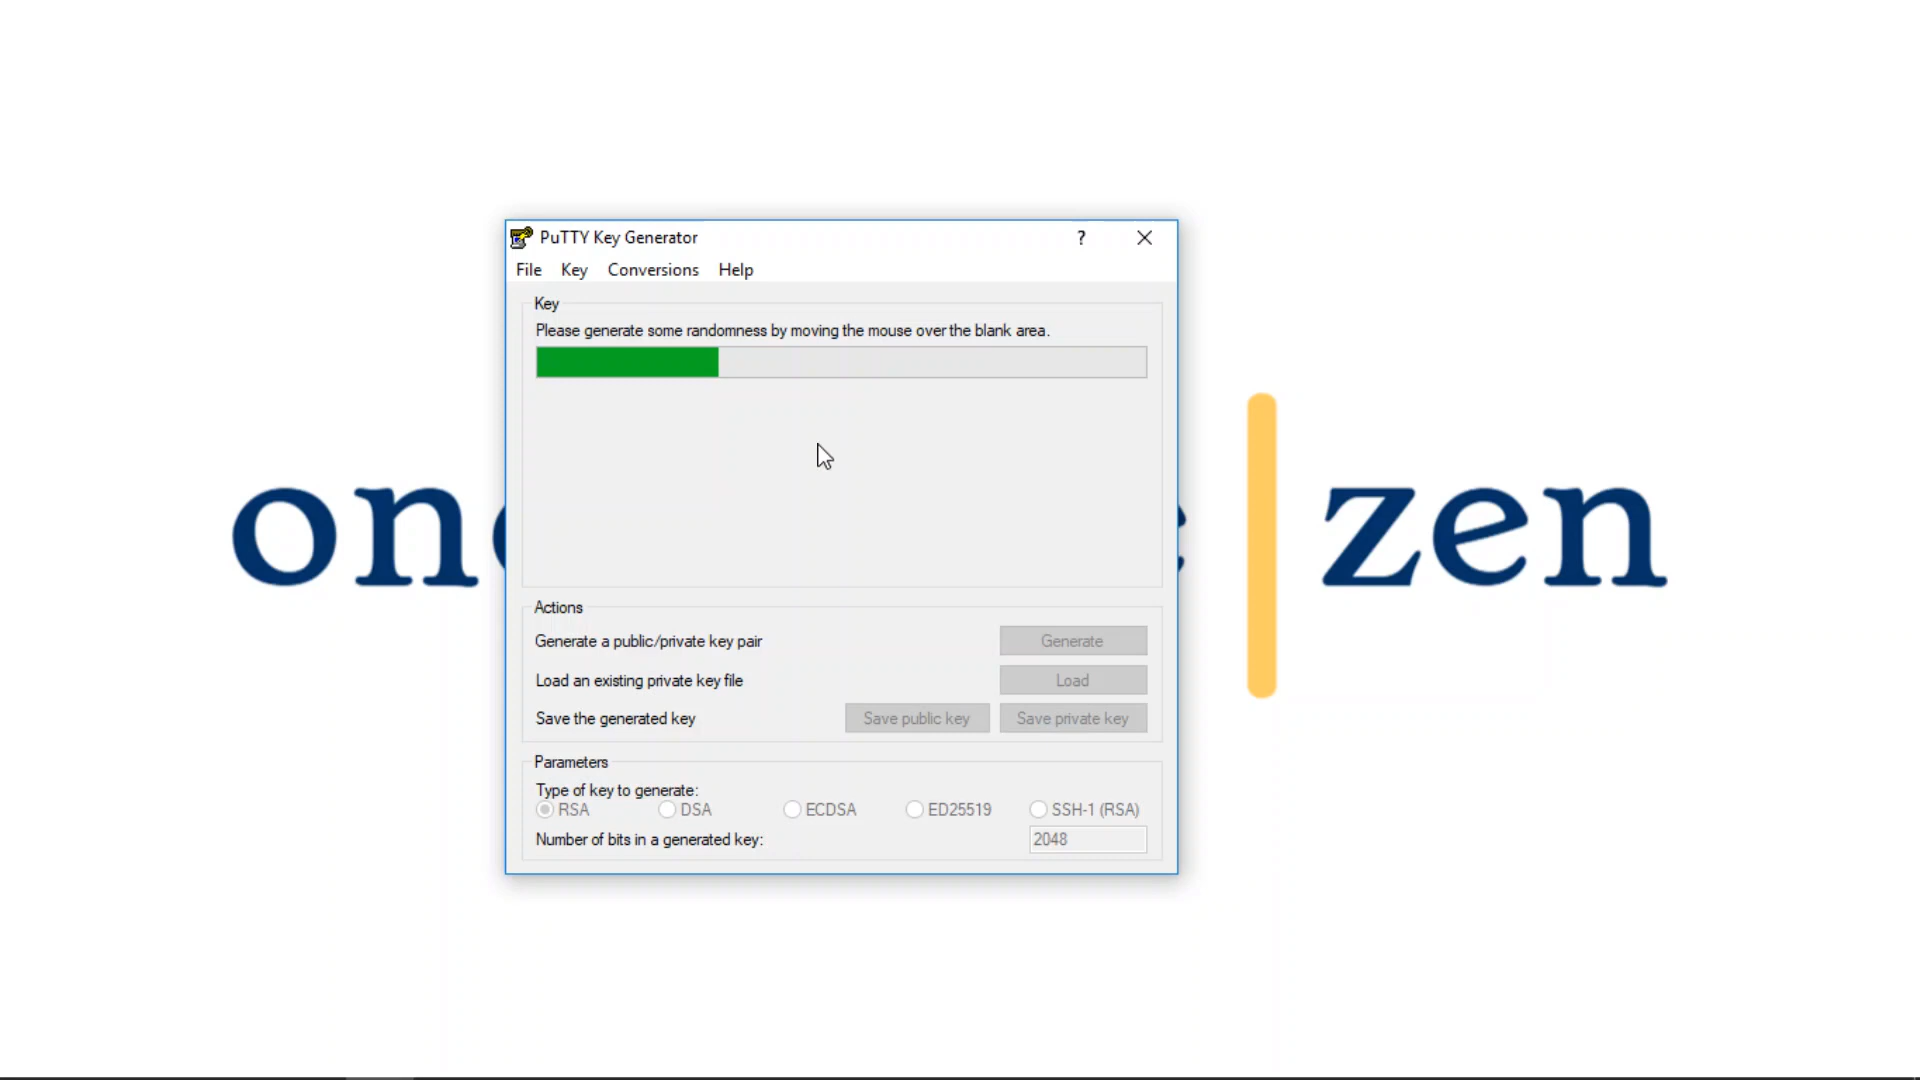 PuTTY Key Generator
?
File Key Conversions Help
Key
Please generate some randomness by moving the mouse over the blank area.
on
zen
Actions
Generate a public/private key pair Generate
Load an existing private key file Load
Save the generated key Save public key Save private key
Parameters
Type of key to generate:
RSA DSA ECDSA ED25519 SSH-1 (RSA)
Number of bits in a generated key: 2048